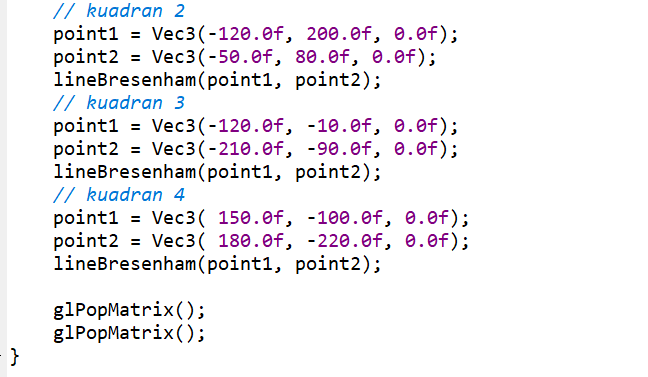 // kuadran 2
point1 = Vec3(-120.0f, 200.0f, 0.0f);
point2 = Vec3(-50.0f, 80.0f, 0.0f);
lineBresenham(point1, point2);
// kuadran 3
point1 = Vec3(-120.0f, -10.0f, 0.0f);
point2 = Vec3(-210.0f, -90.0f, 0.0f);
lineBresenham(point1, point2);
// kuadran 4
point1 = Vec3( 150.0f, -100.0f, 0.0f);
point2 = Vec3( 180.0f, -220.0f, 0.0f);
lineBresenham(point1, point2);
glPopMatrix();
glPopMatrix();
}